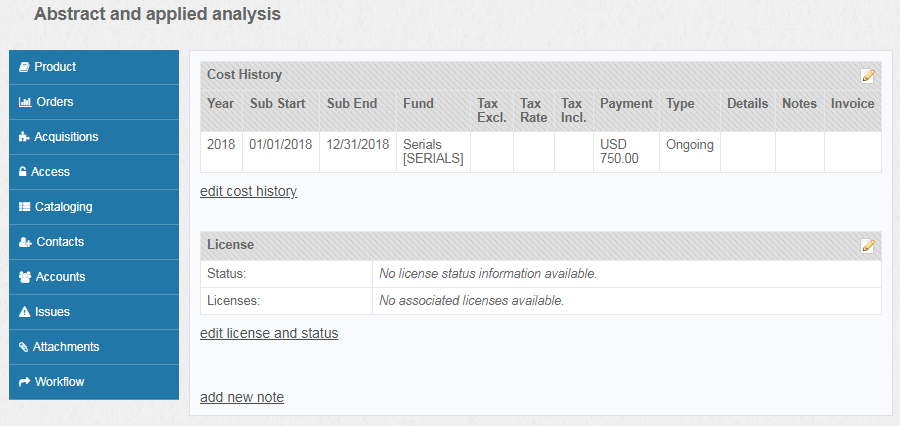 Abstract and applied analysis
Product
Orders
Acquisitions
Access
Cataloging
Contacts
Accounts
Issues
Attachments
Workflow
Cost History
Year Sub Start Sub End Fund Tax Excl. Tax Rate Tax Incl. Payment Type Details Notes Invoice
2018 01/01/2018 12/31/2018 Serials [SERIALS] USD 750.00 Ongoing
edit cost history
License
Status: No license status information available.
Licenses: No associated licenses available.
edit license and status
add new note